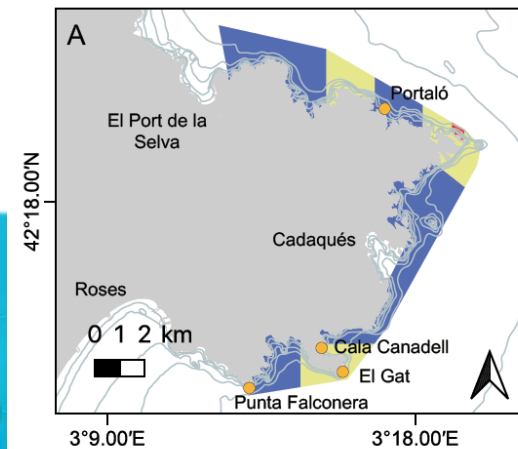 A
Portaló
El Port de la
Selva
42°18.00′N
Cadaqués
Roses
0 1 2 km
Cala Canadell
El Gat
Punta Falconera
3°9.00′E
3°18.00′E